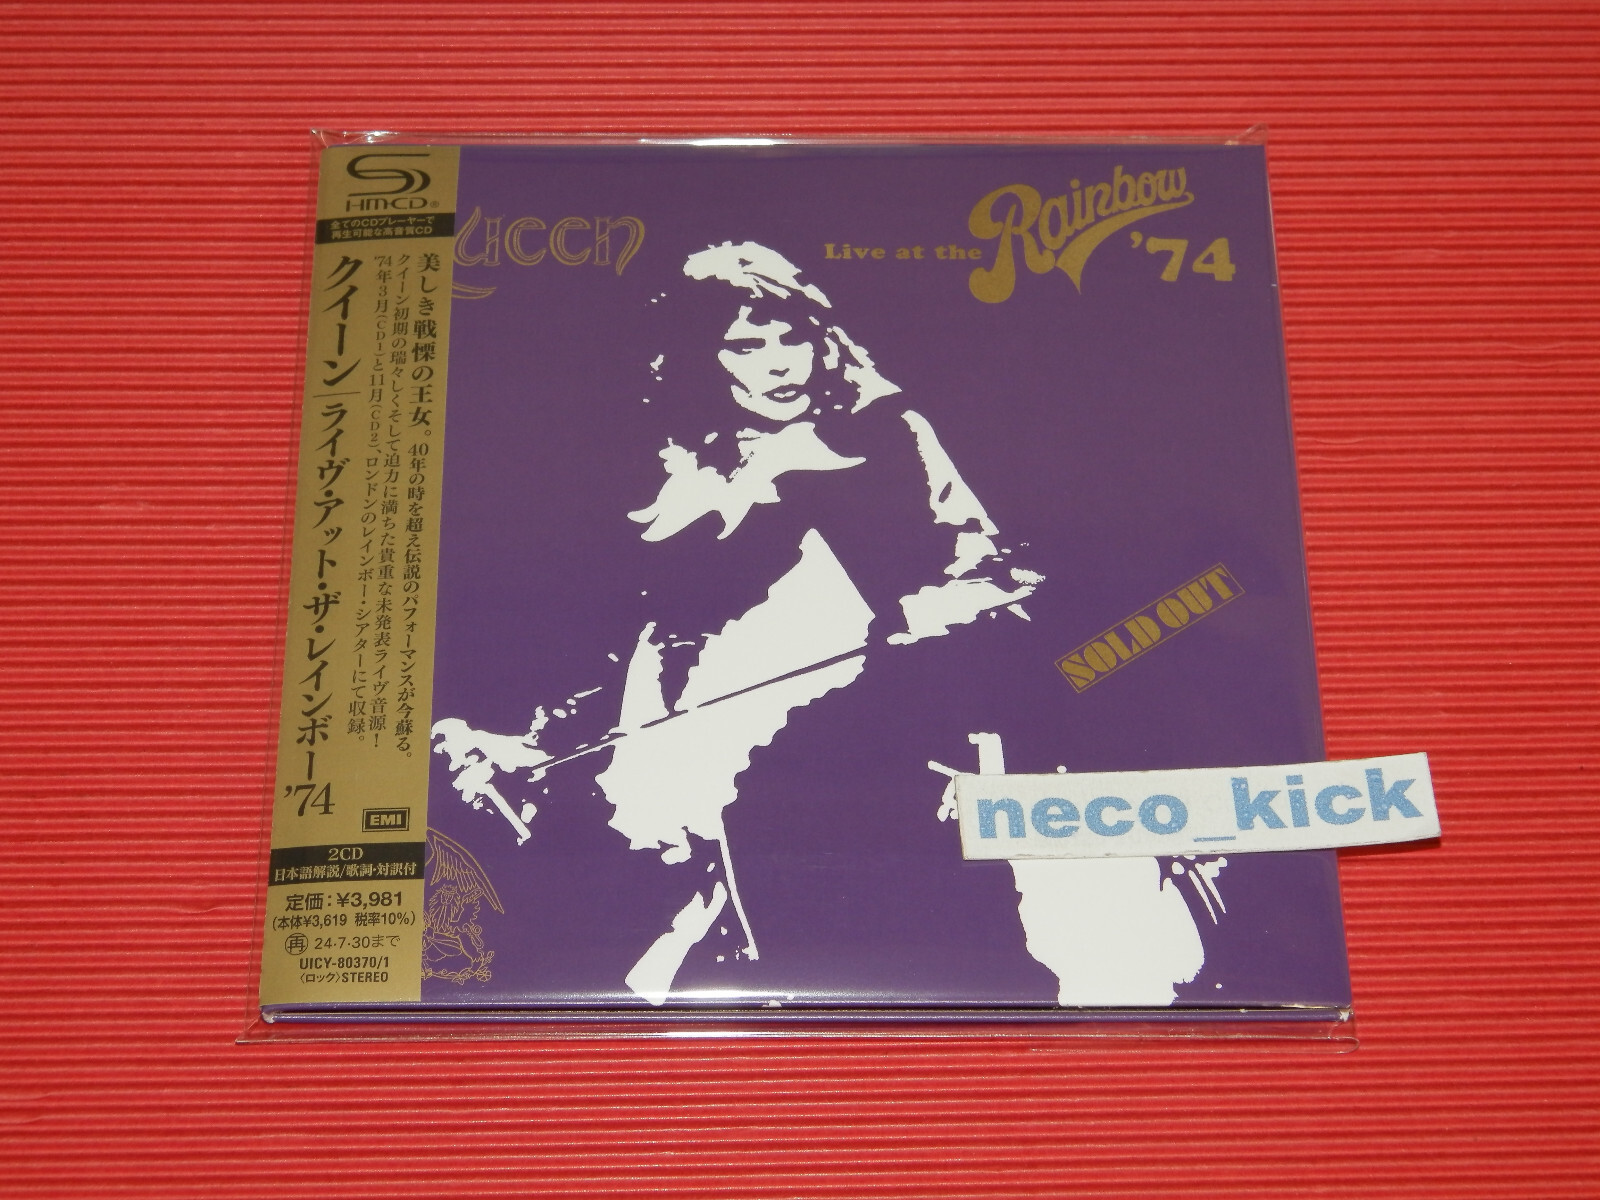 SHM-CD®
全てのCDプレーヤーで
再生可能な高音質CD
クイーン│ライヴ・アット・ザ・レインボー '74
美しき戦慄の王女。40年の時を超え伝説のパフォーマンスが今蘇る。
クイーン初期の瑞々しくそして迫力に満ちた貴重な未発表ライヴ音源!
'74年3月(CD1)と11月(CD2)、ロンドンのレインボー・シアターにて収録。
EMI
2CD
日本語解説/歌詞・対訳付
定価:¥3,981
(本体¥3,619 税率10%)
再 24・7・30まで
UICY-80370/1
〈ロック〉STEREO
Queen
Live at the Rainbow '74
SOLD OUT
neco_kick